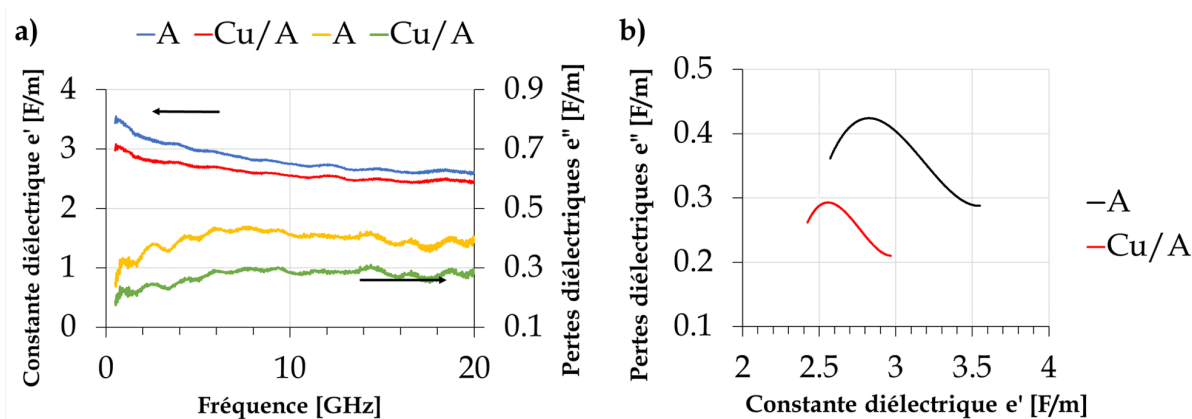 a)
A Cu/A A Cu/A
Constante diélectrique e' [F/m]
4
3
2
1
0
0 10 20
Fréquence [GHz]
0.9
0.7
0.5
0.3
0.1
Pertes diélectriques e" [F/m]
b)
Pertes diélectriques e" [F/m]
0.5
0.4
0.3
0.2
0.1
2 2.5 3 3.5 4
Constante diélectrique e' [F/m]
A
Cu/A